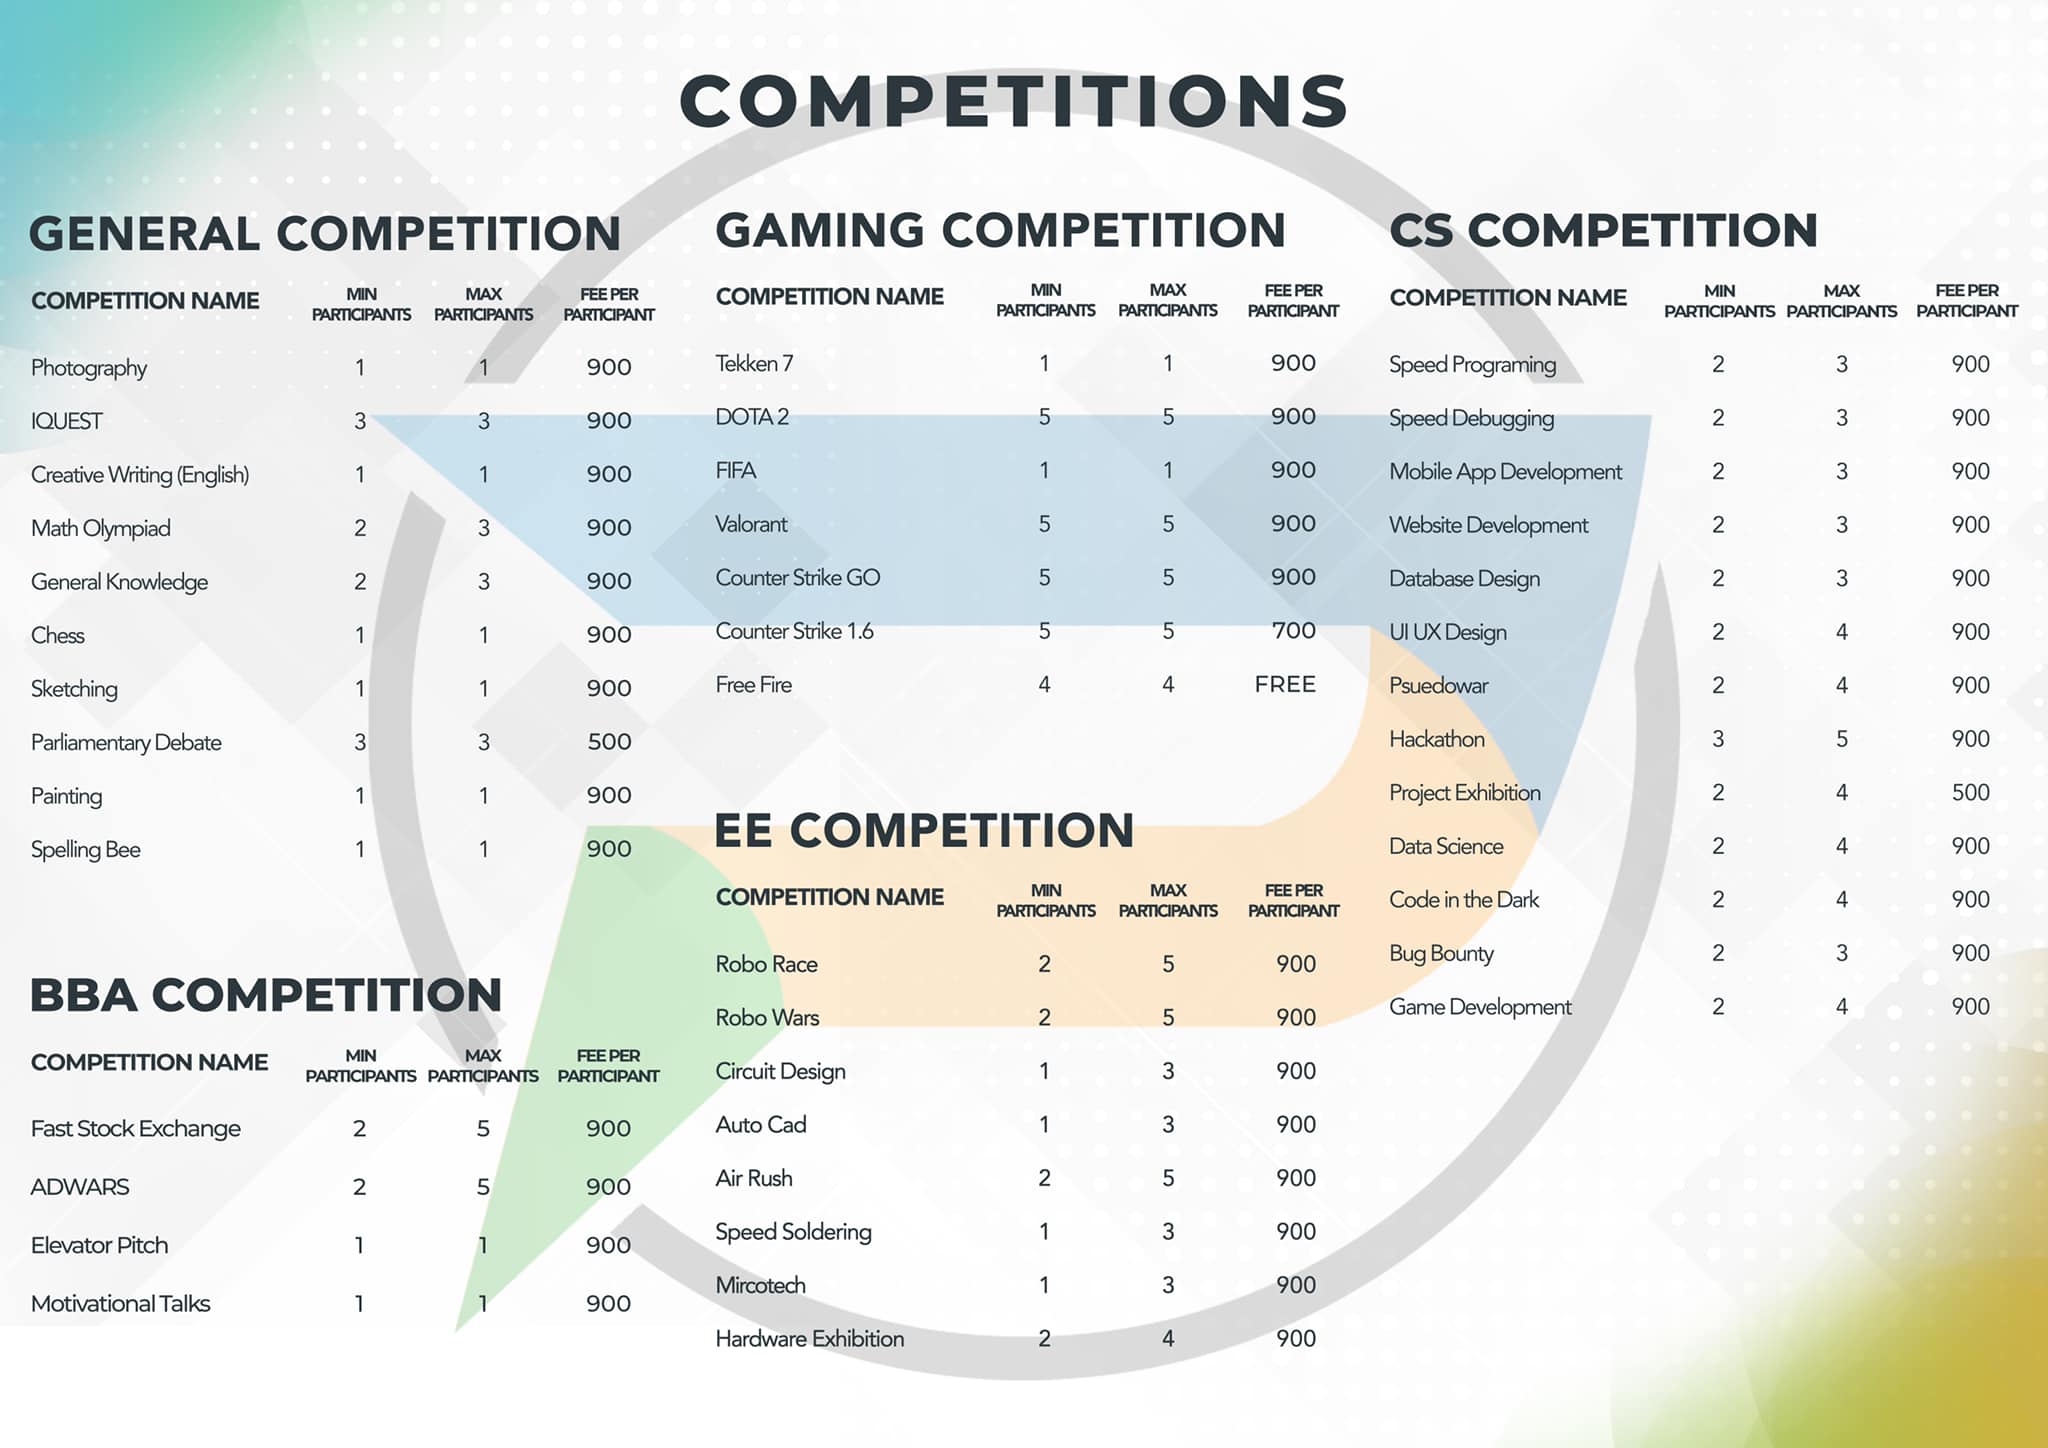 COMPETITIONS
GENERAL COMPETITION
COMPETITION NAME MIN PARTICIPANTS MAX PARTICIPANTS FEE PER PARTICIPANT
Photography 1 1 900
IQUEST 3 3 900
Creative Writing (English) 1 1 900
Math Olympiad 2 3 900
General Knowledge 2 3 900
Chess 1 1 900
Sketching 1 1 900
Parliamentary Debate 3 3 500
Painting 1 1 900
Spelling Bee 1 1 900
BBA COMPETITION
COMPETITION NAME MIN PARTICIPANTS MAX PARTICIPANTS FEE PER PARTICIPANT
Fast Stock Exchange 2 5 900
ADWARS 2 5 900
Elevator Pitch 1 1 900
Motivational Talks 1 1 900
GAMING COMPETITION
COMPETITION NAME MIN PARTICIPANTS MAX PARTICIPANTS FEE PER PARTICIPANT
Tekken 7 1 1 900
DOTA 2 5 5 900
FIFA 1 1 900
Valorant 5 5 900
Counter Strike GO 5 5 900
Counter Strike 1.6 5 5 700
Free Fire 4 4 FREE
EE COMPETITION
COMPETITION NAME MIN PARTICIPANTS MAX PARTICIPANTS FEE PER PARTICIPANT
Robo Race 2 5 900
Robo Wars 2 5 900
Circuit Design 1 3 900
Auto Cad 1 3 900
Air Rush 2 5 900
Speed Soldering 1 3 900
Mircotech 1 3 900
Hardware Exhibition 2 4 900
CS COMPETITION
COMPETITION NAME MIN PARTICIPANTS MAX PARTICIPANTS FEE PER PARTICIPANT
Speed Programing 2 3 900
Speed Debugging 2 3 900
Mobile App Development 2 3 900
Website Development 2 3 900
Database Design 2 3 900
UI UX Design 2 4 900
Psuedowar 2 4 900
Hackathon 3 5 900
Project Exhibition 2 4 500
Data Science 2 4 900
Code in the Dark 2 4 900
Bug Bounty 2 3 900
Game Development 2 4 900